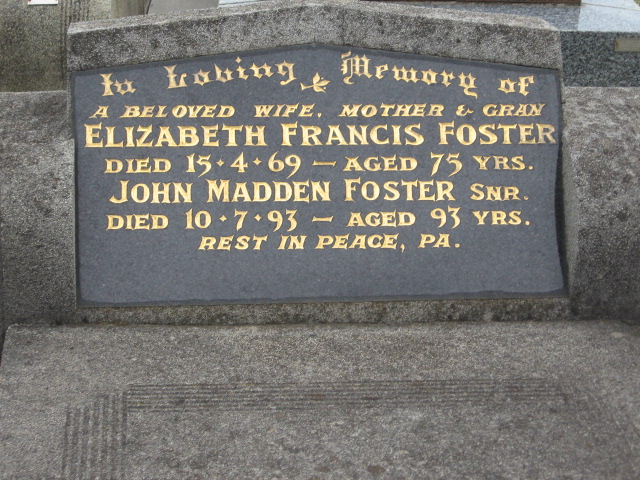 In Loving Memory of
A BELOVED WIFE, MOTHER & GRAN
ELIZABETH FRANCIS FOSTER
DIED 15·4·69 — AGED 75 YRS.
JOHN MADDEN FOSTER SNR.
DIED 10·7·93 — AGED 93 YRS.
REST IN PEACE, PA.